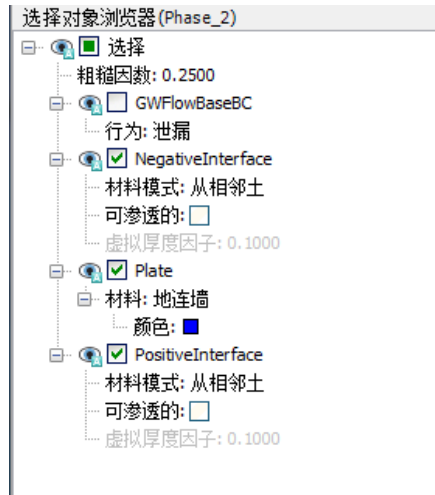 选择对象浏览器(Phase_2)
选择
粗糙因数: 0.2500
GWFlowBaseBC
行为: 泄漏
NegativeInterface
材料模式: 从相邻土
可渗透的:
虚拟厚度因子: 0.1000
Plate
材料: 地连墙
颜色:
PositiveInterface
材料模式: 从相邻土
可渗透的:
虚拟厚度因子: 0.1000